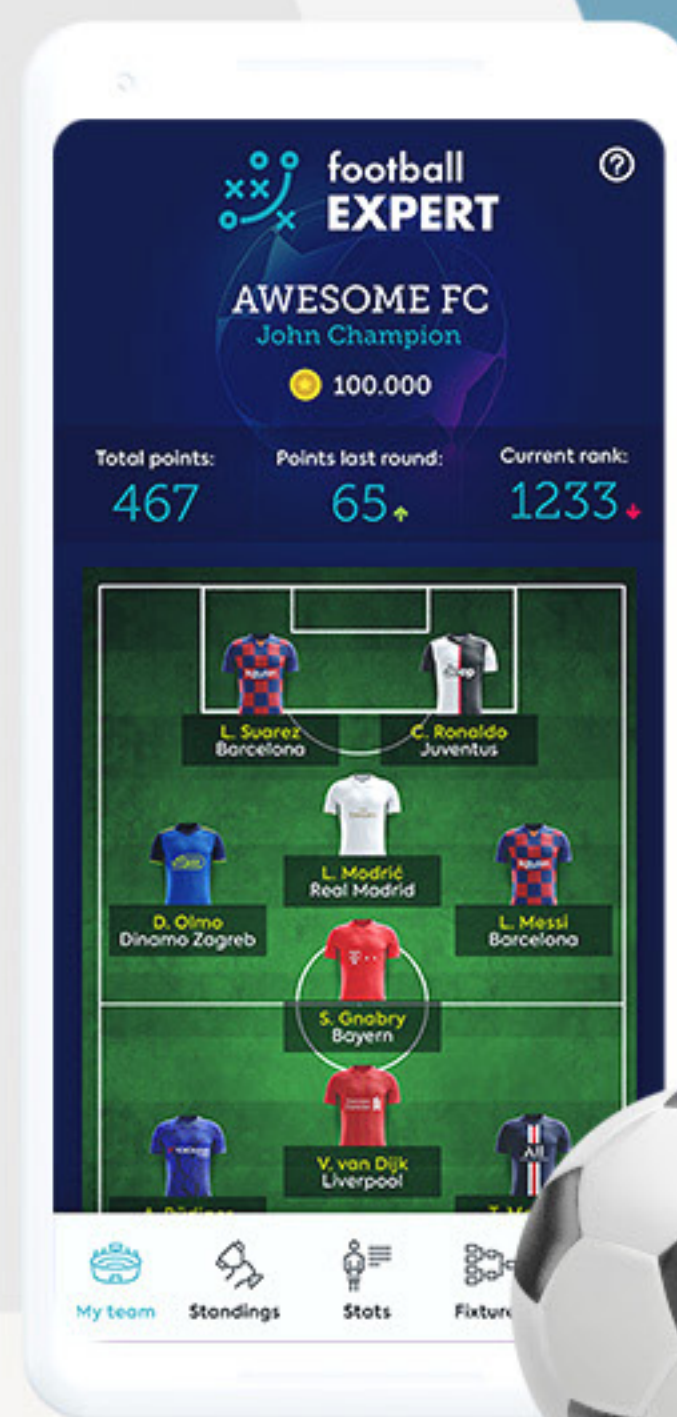 football
EXPERT
AWESOME FC
John Champion
100.000
Total points:
467
Points last round:
65
Current rank:
1233
L. Suarez
Barcelona
C. Ronaldo
Juventus
L. Modrić
Real Madrid
D. Olmo
Dinamo Zagreb
L. Messi
Barcelona
S. Gnabry
Bayern
V. van Dijk
Liverpool
My team
Standings
Stats